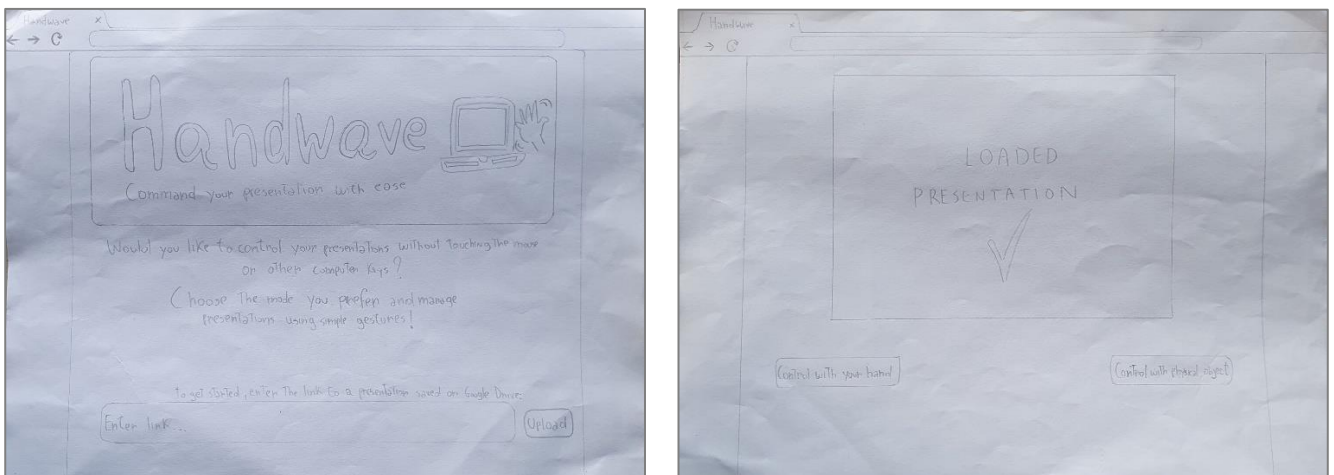 Handwave x
Handwave
Command your presentation with ease
Would you like to control your presentations without touching the mouse
or other computer keys?
Choose the mode you prefer and manage
presentations using simple gestures!
To get started, enter the link to a presentation saved on Google Drive:
Enter link...
Upload
Handwave x
LOADED
PRESENTATION
Control with your hand
Control with physical object